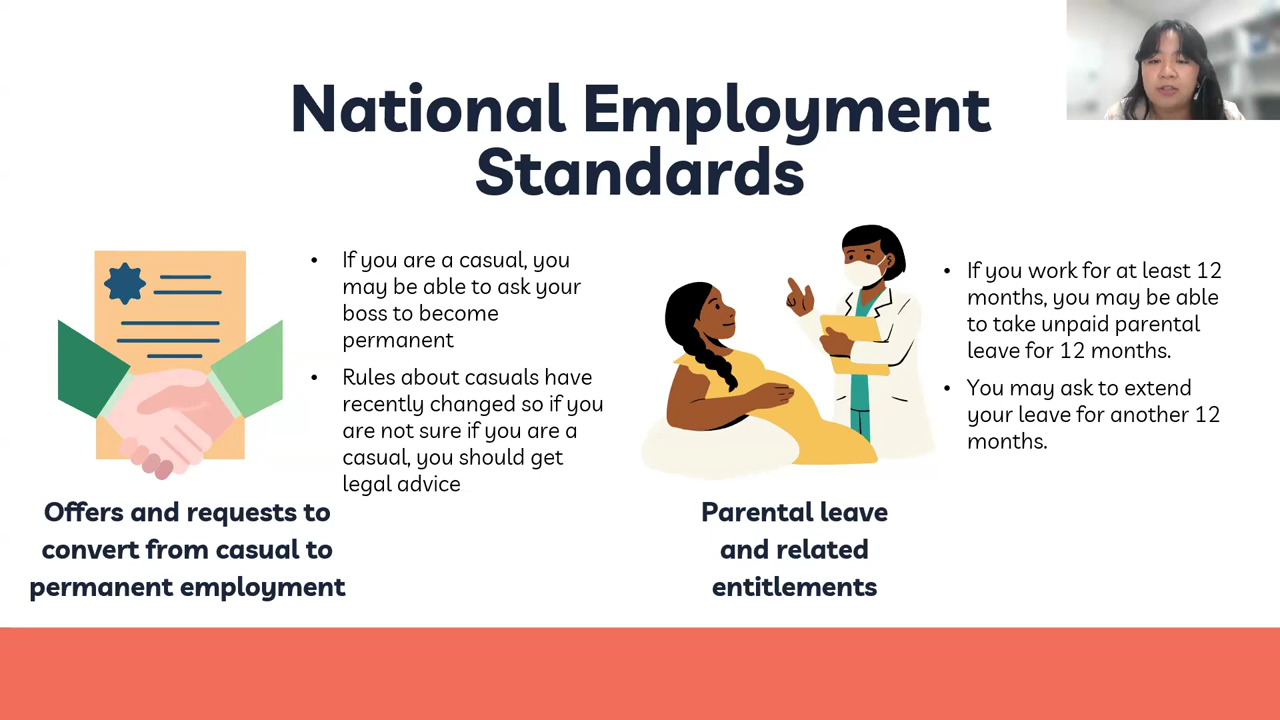 National Employment
Standards
If you are a casual, you
may be able to ask your
boss to become
permanent
Rules about casuals have
recently changed so if you
are not sure if you are a
casual, you should get
legal advice
Offers and requests to
convert from casual to
permanent employment
If you work for at least 12
months, you may be able
to take unpaid parental
leave for 12 months.
You may ask to extend
your leave for another 12
months.
Parental leave
and related
entitlements